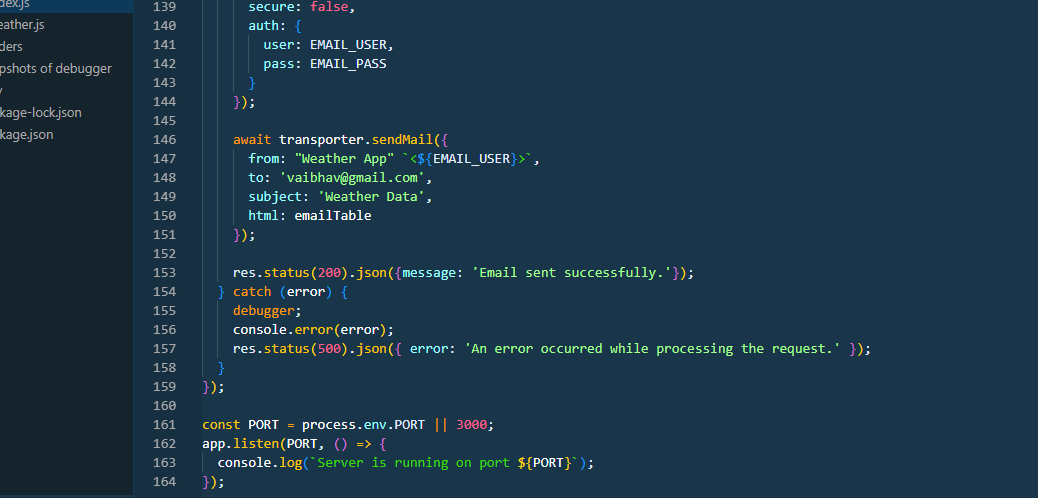 dex.js
eather.js
ders
pshots of debugger
y
kage-lock.json
kage.json
139 secure: false,
140 auth: {
141 user: EMAIL_USER,
142 pass: EMAIL_PASS
143 }
144 });
145
146 await transporter.sendMail({
147 from: "Weather App" `<${EMAIL_USER}>`,
148 to: 'vaibhav@gmail.com',
149 subject: 'Weather Data',
150 html: emailTable
151 });
152
153 res.status(200).json({message: 'Email sent successfully.'});
154 } catch (error) {
155 debugger;
156 console.error(error);
157 res.status(500).json({ error: 'An error occurred while processing the request.' });
158 }
159 });
160
161 const PORT = process.env.PORT || 3000;
162 app.listen(PORT, () => {
163 console.log(`Server is running on port ${PORT}`);
164 });